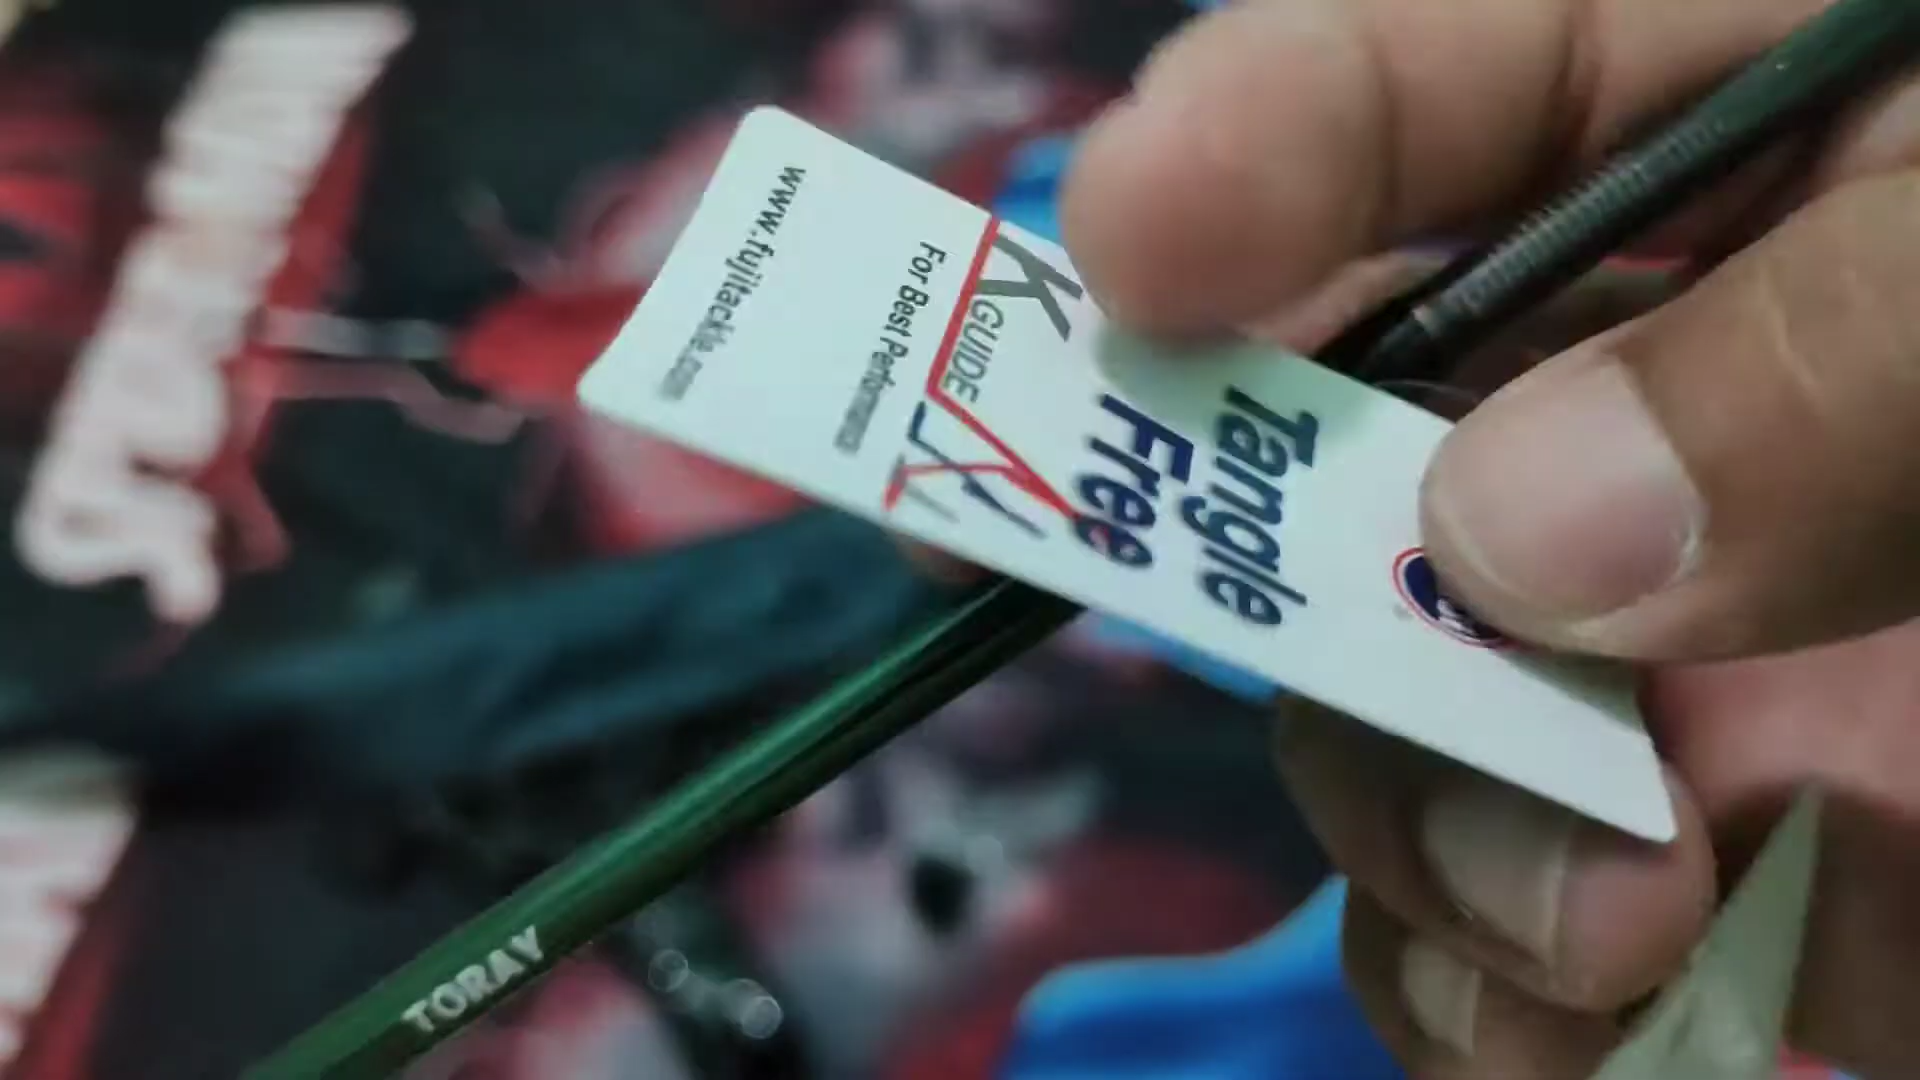 Tangle
Free
K GUIDE
For Best Performance
www.fujitackle.com
TORAY